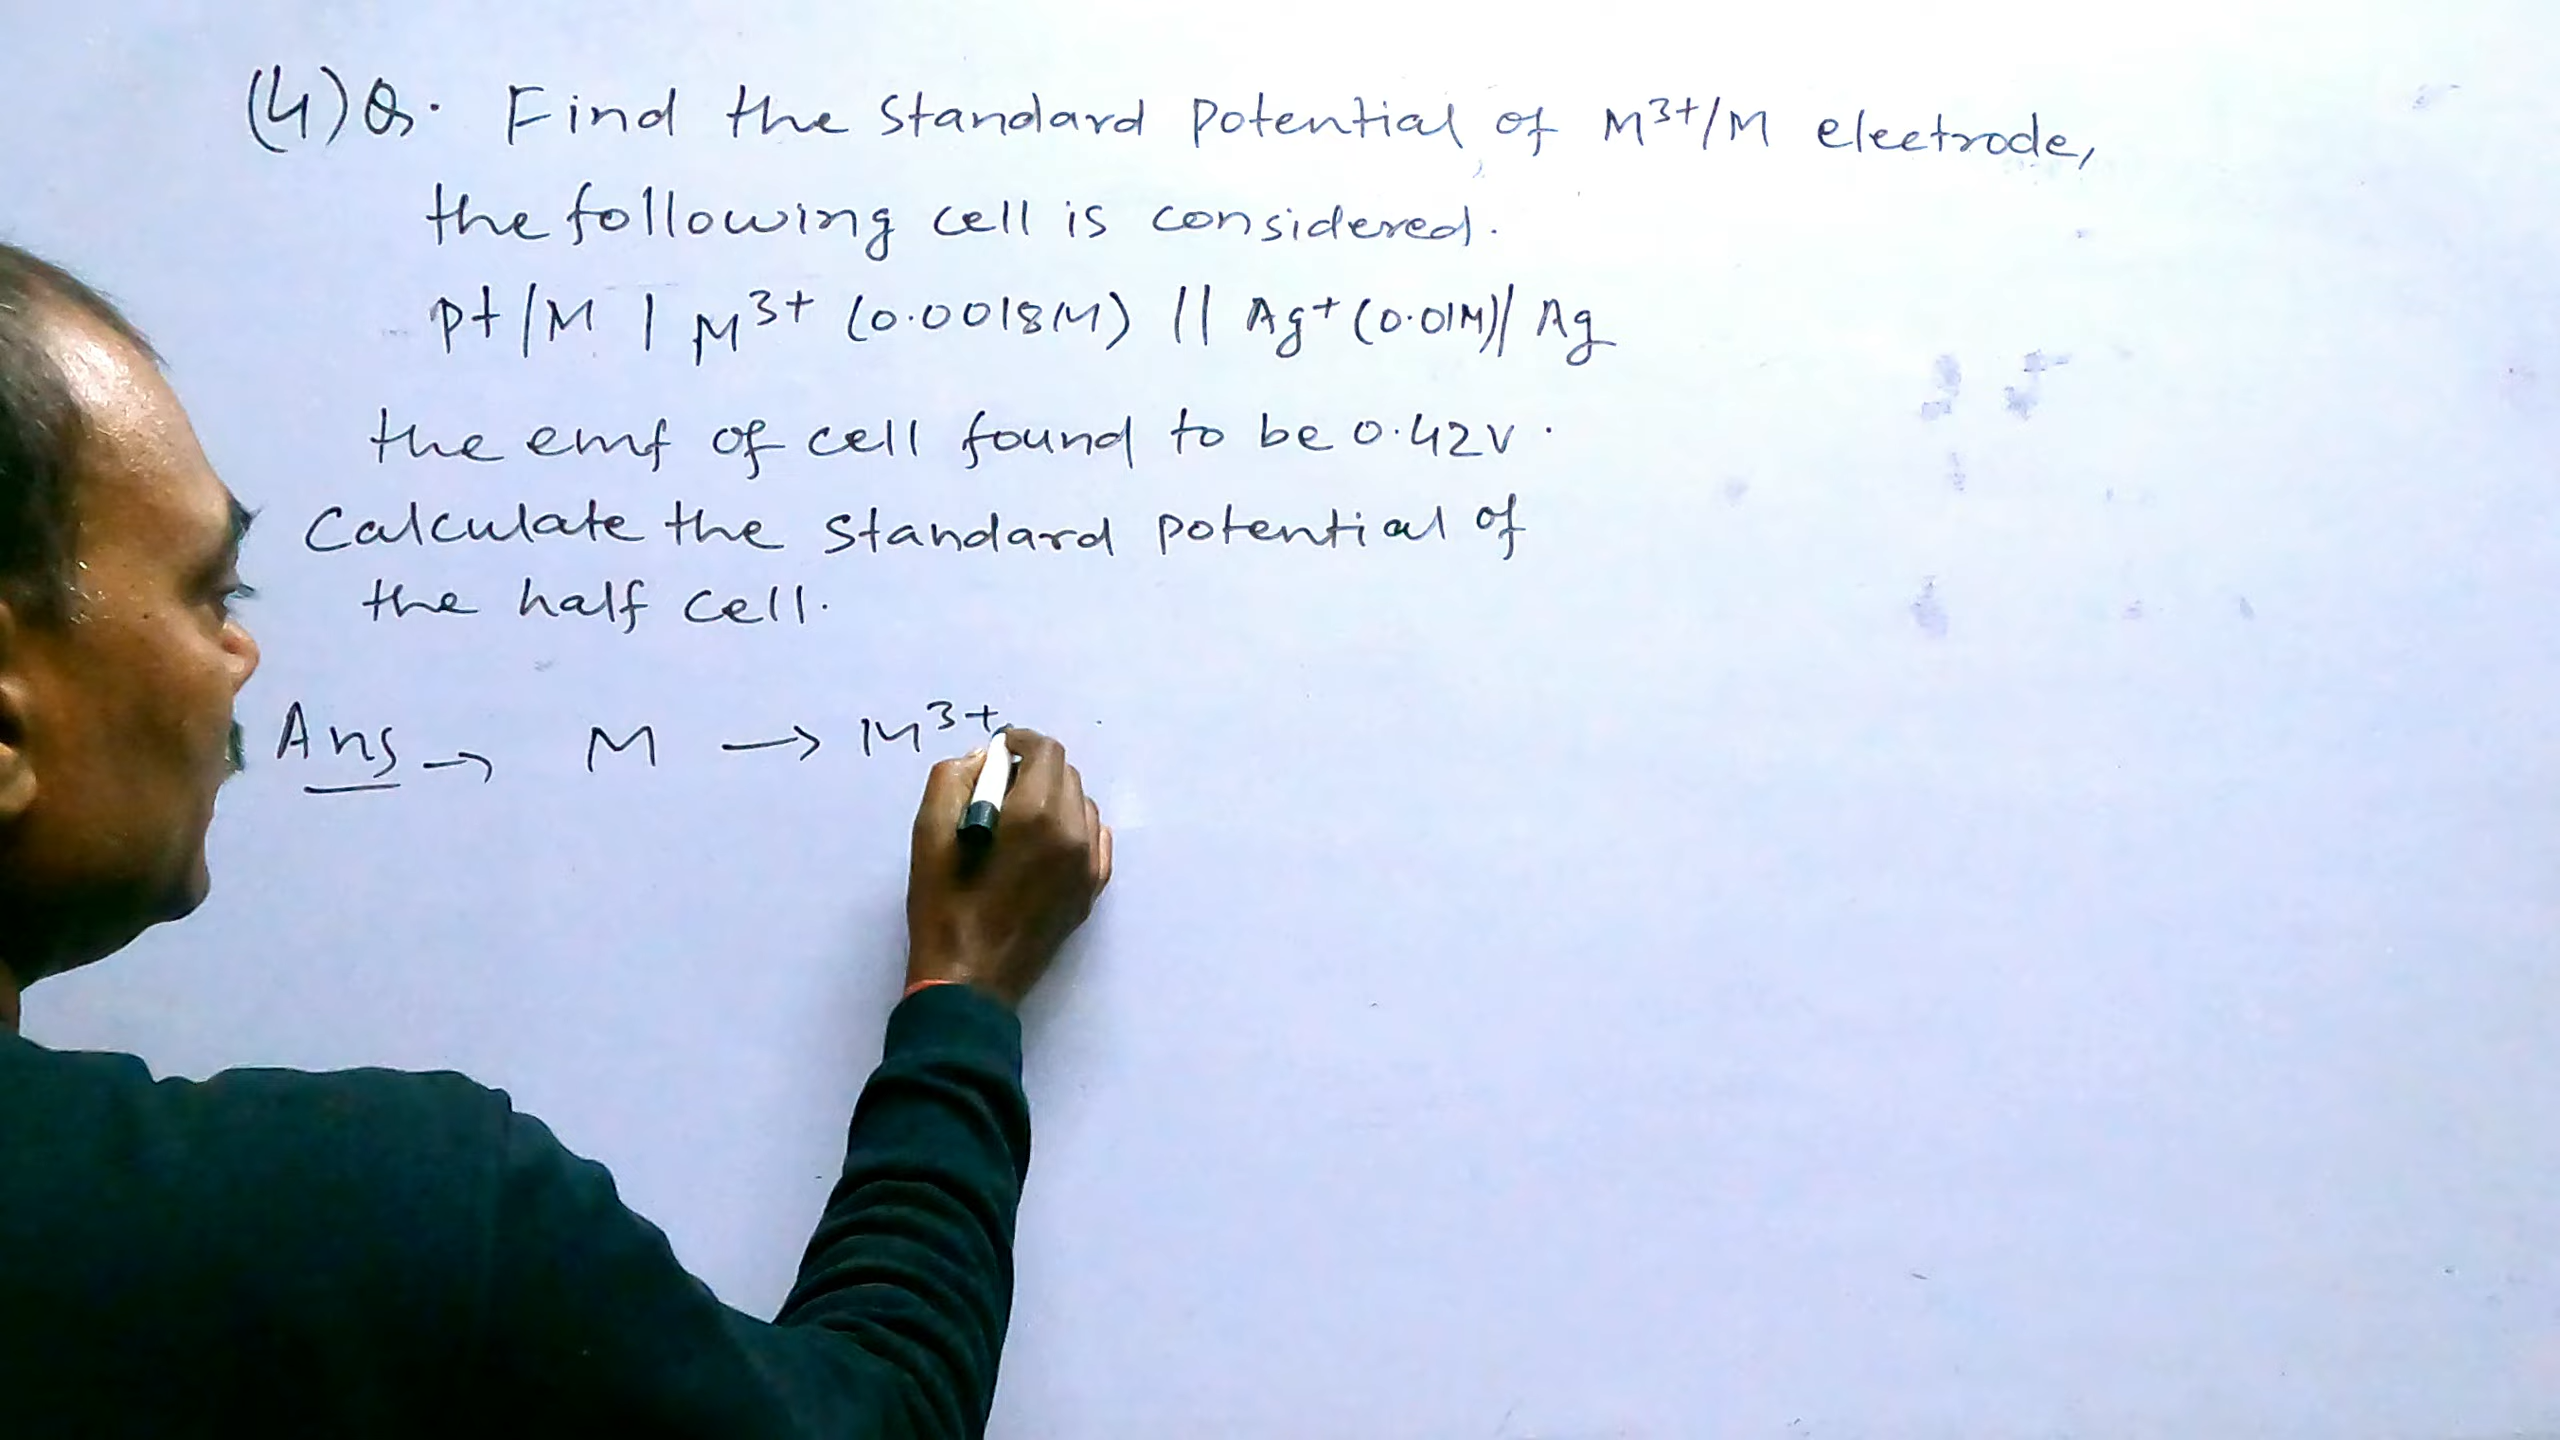 (4) Q. Find the standard potential of M³⁺/M electrode,
the following cell is considered.
pt/M | M³⁺ (0.0018M) || Ag⁺ (0.01M)| Ag
the emf of cell found to be 0.42v.
Calculate the standard potential of
the half cell.
Ans → M → M³⁺